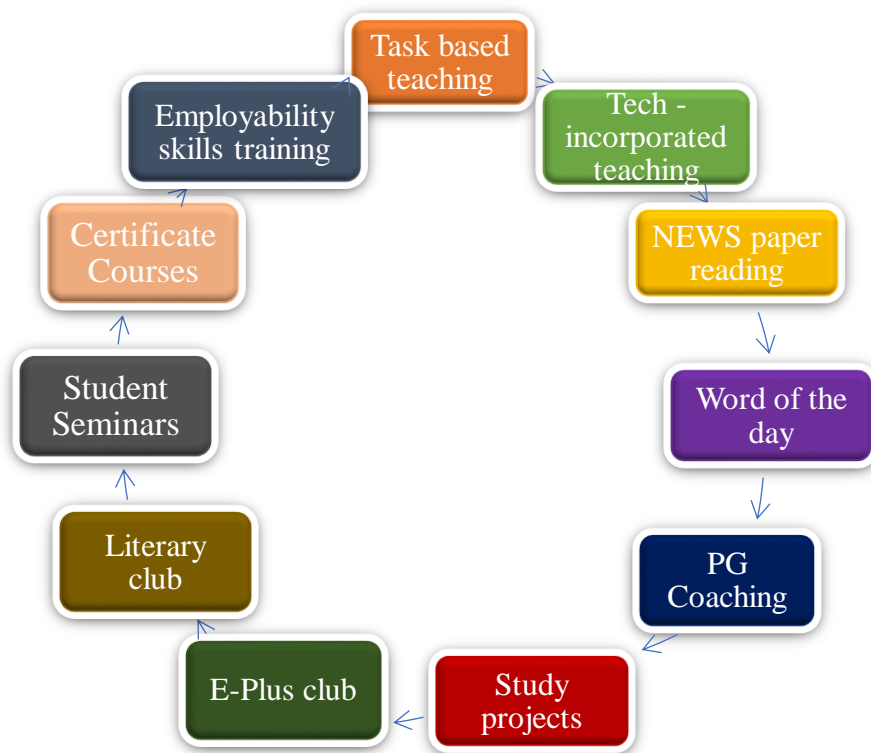 Task based
teaching
Tech -
incorporated
teaching
NEWS paper
reading
Word of the
day
PG
Coaching
Study
projects
E-Plus club
Literary
club
Student
Seminars
Certificate
Courses
Employability
skills training